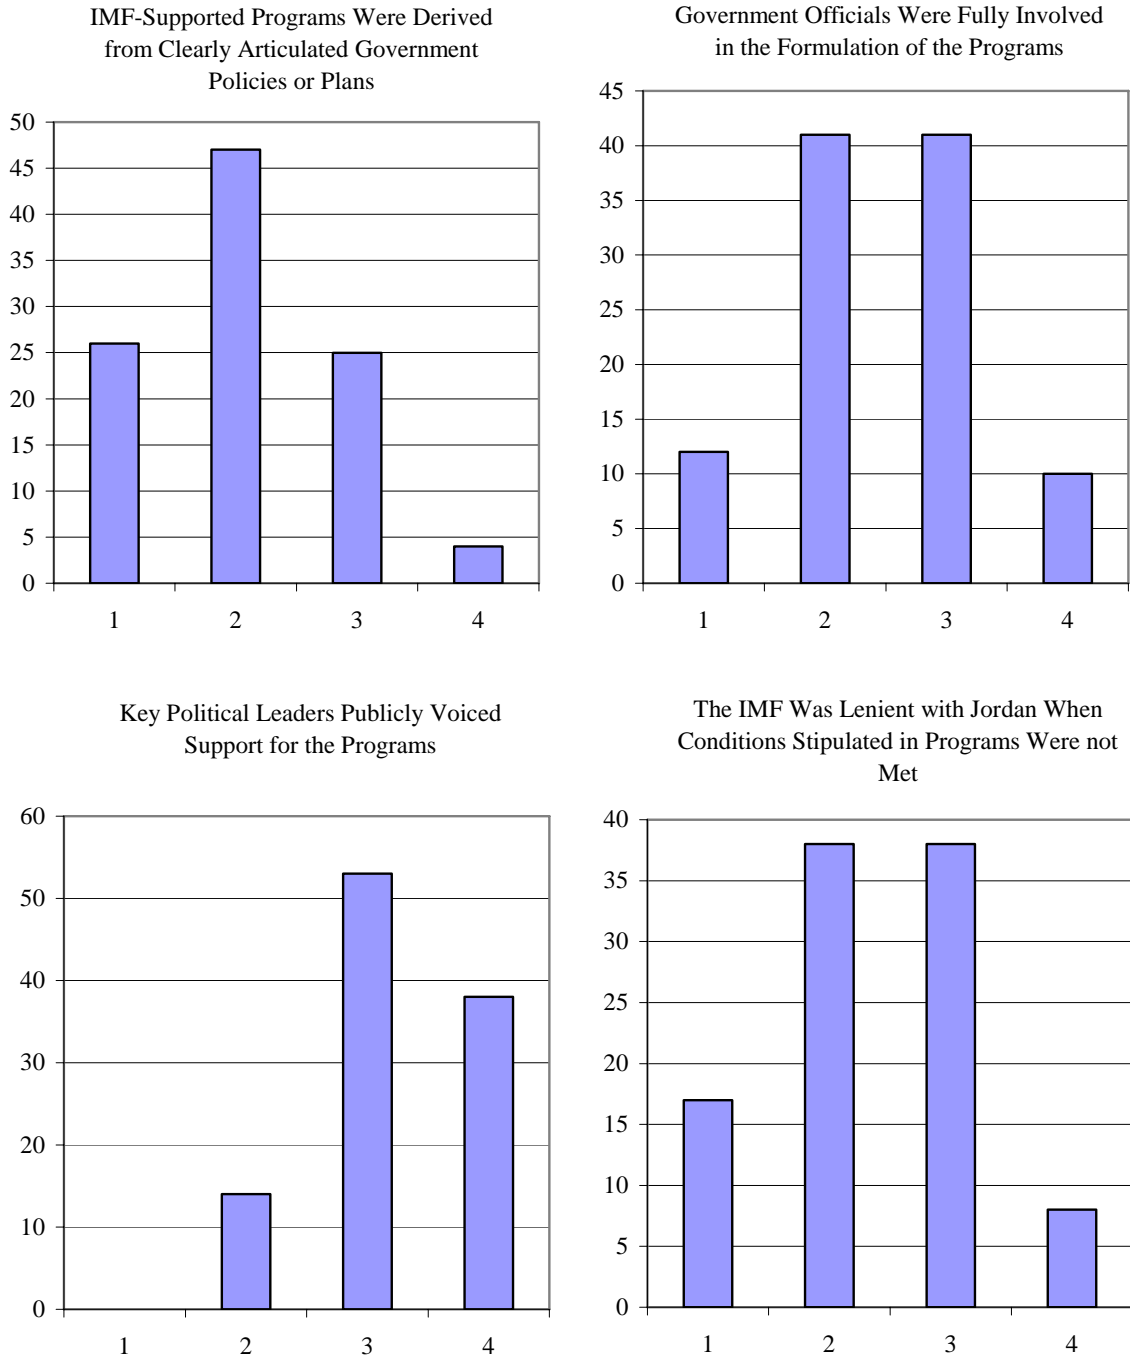 IMF-Supported Programs Were Derived
from Clearly Articulated Government
Policies or Plans
50
45
40
35
30
25
20
15
10
5
0
1 2 3 4
Government Officials Were Fully Involved
in the Formulation of the Programs
45
40
35
30
25
20
15
10
5
0
1 2 3 4
Key Political Leaders Publicly Voiced
Support for the Programs
60
50
40
30
20
10
0
1 2 3 4
The IMF Was Lenient with Jordan When
Conditions Stipulated in Programs Were not
Met
40
35
30
25
20
15
10
5
0
1 2 3 4